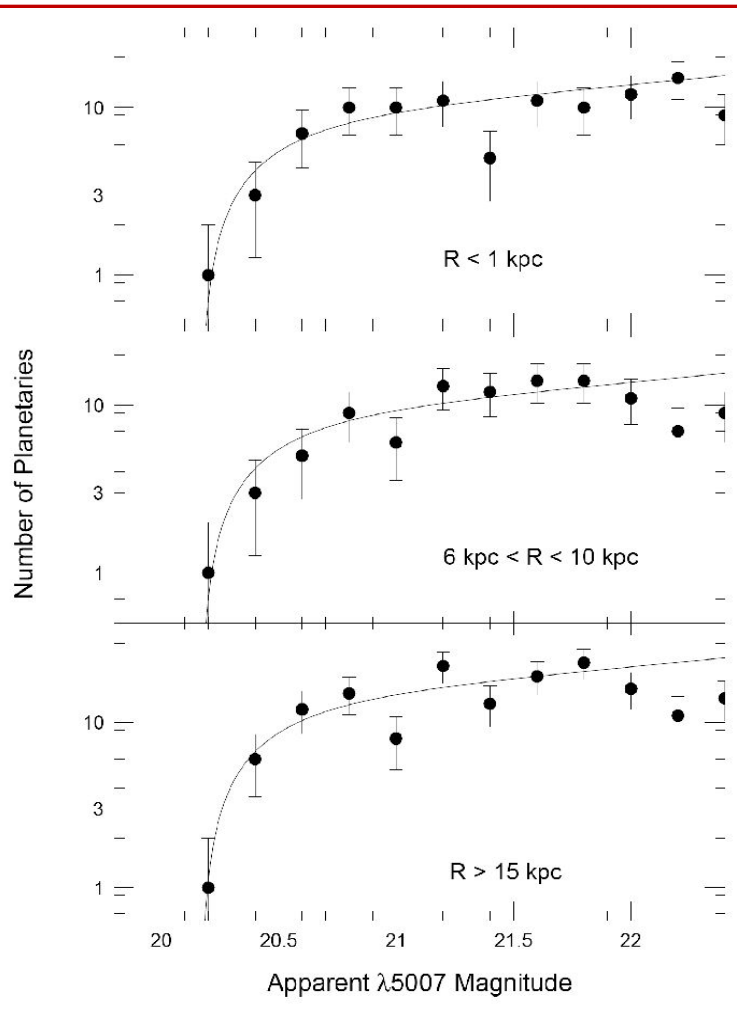 10
3
1
R < 1 kpc
10
3
1
6 kpc < R < 10 kpc
10
3
1
R > 15 kpc
20 20.5 21 21.5 22
Number of Planetaries
Apparent λ5007 Magnitude